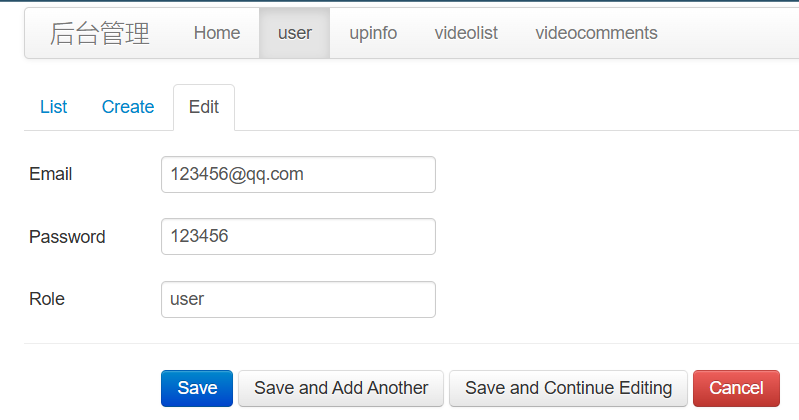 后台管理 Home user upinfo videolist videocomments
List Create Edit
Email 123456@qq.com
Password 123456
Role user
Save Save and Add Another Save and Continue Editing Cancel